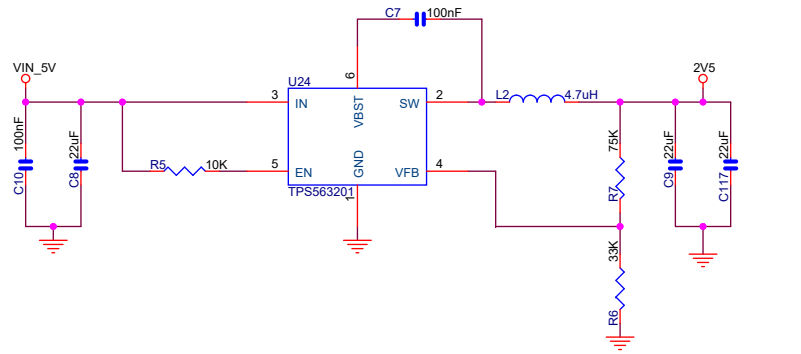 C7
100nF
VIN_5V
U24
6
2V5
3
IN
VBST
SW
2
L2
4.7uH
100nF
22uF
75K
22uF
22uF
R5
10K
5
EN
GND
VFB
4
C10
C8
R7
C9
C117
TPS563201
1
33K
R6